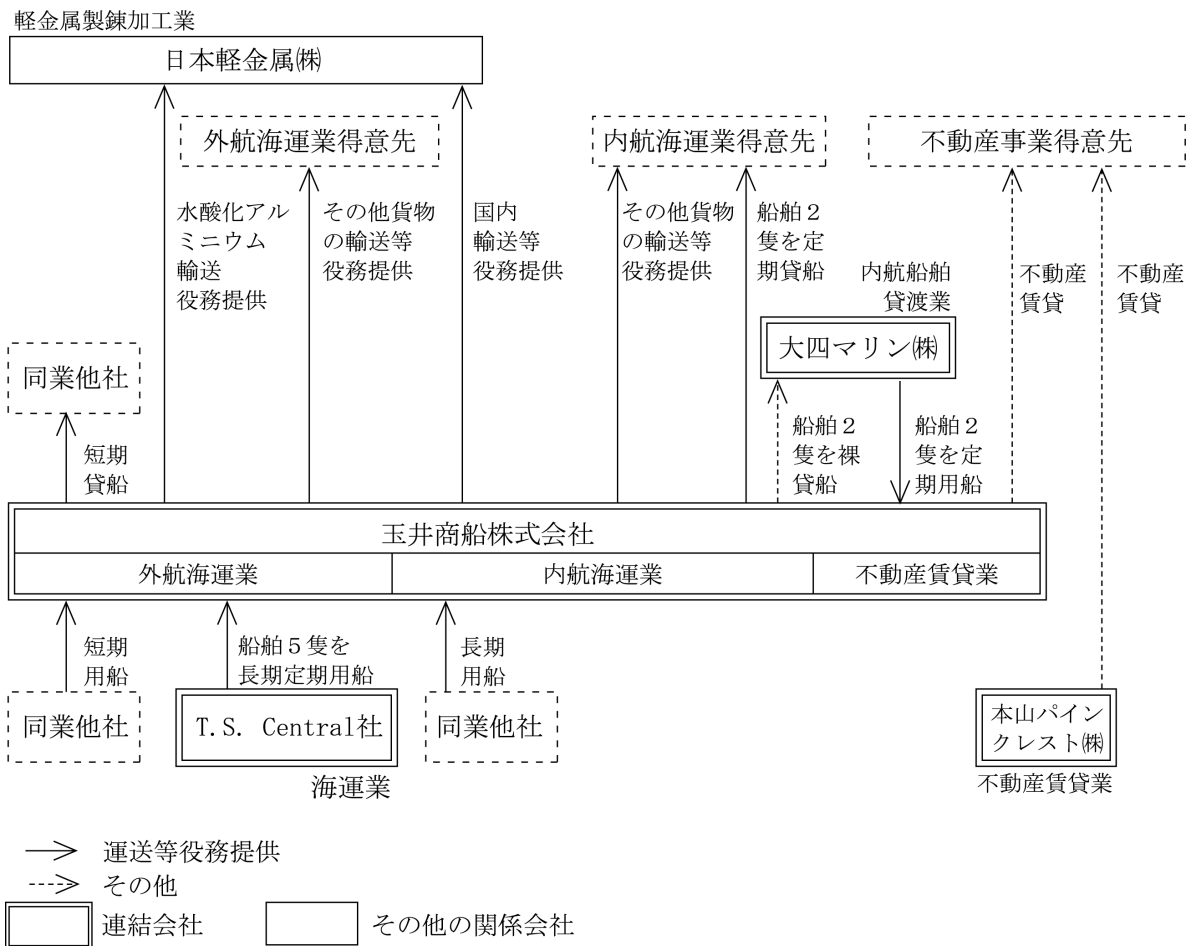 軽金属製錬加工業
日本軽金属㈱
外航海運業得意先
内航海運業得意先
不動産事業得意先
水酸化アル
ミニウム
輸送
役務提供
その他貨物
の輸送等
役務提供
国内
輸送等
役務提供
その他貨物
の輸送等
役務提供
船舶２
隻を定
期貸船
内航船舶
貸渡業
不動産
賃貸
不動産
賃貸
大四マリン㈱
同業他社
短期
貸船
船舶２
隻を裸
貸船
船舶２
隻を定
期用船
玉井商船株式会社
外航海運業
内航海運業
不動産賃貸業
短期
用船
船舶５隻を
長期定期用船
長期
用船
同業他社
T.S. Central社
海運業
同業他社
本山パイン
クレスト㈱
不動産賃貸業
運送等役務提供
その他
連結会社
その他の関係会社